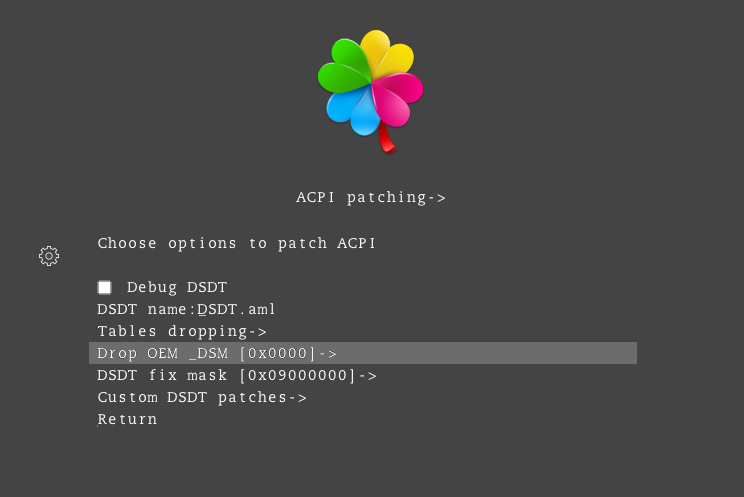 ACPI patching->
Choose options to patch ACPI
Debug DSDT
DSDT name:DSDT.aml
Tables dropping->
Drop OEM _DSM [0x0000]->
DSDT fix mask [0x09000000]->
Custom DSDT patches->
Return